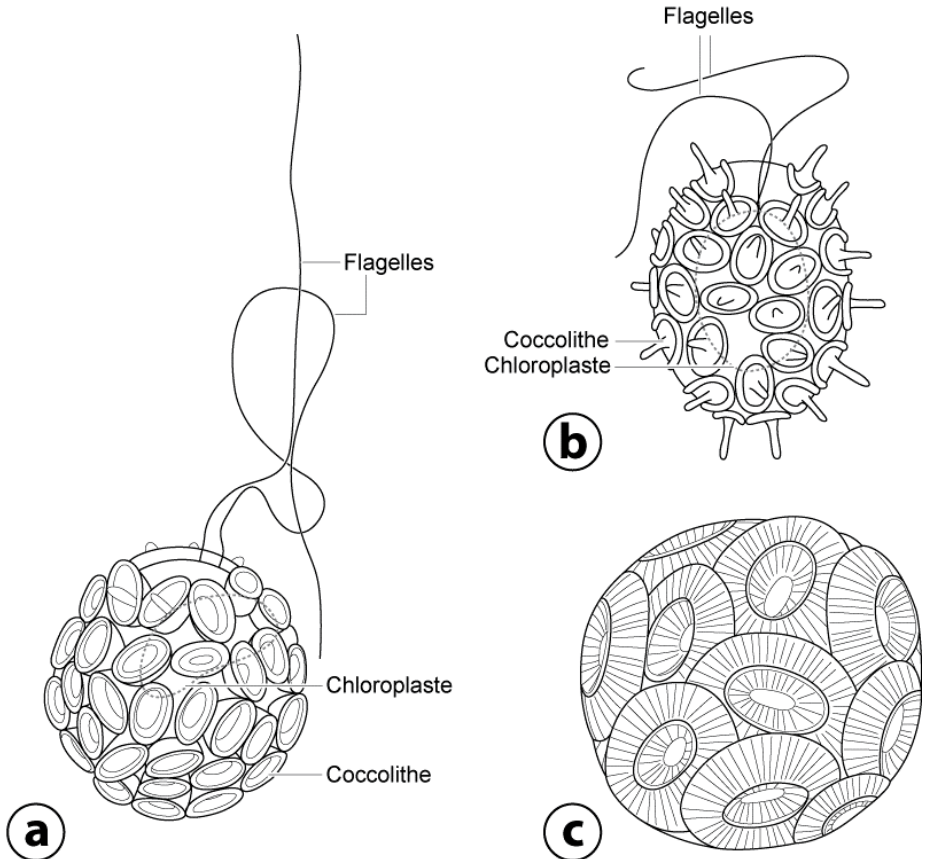 Flagelles
Chloroplaste
Coccolithe
a
Flagelles
Coccolithe
Chloroplaste
b
c